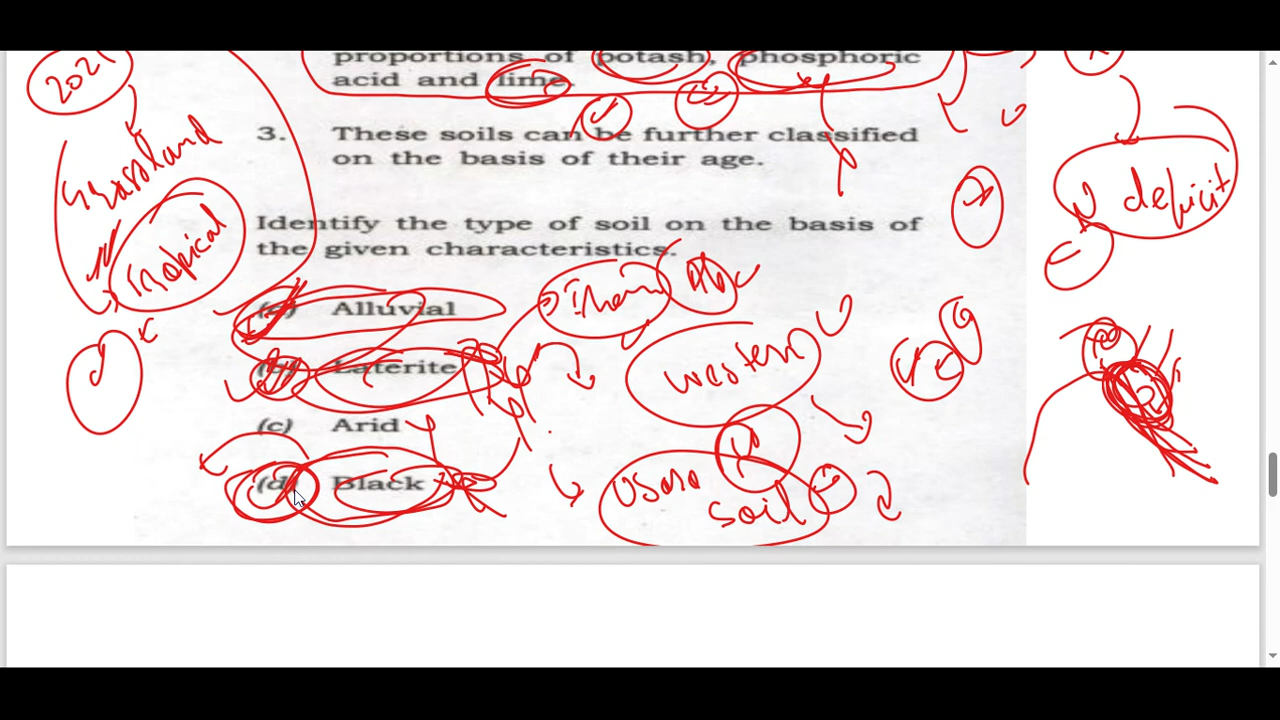 proportions of potash, phosphoric
acid and lime.
3. These soils can be further classified
on the basis of their age.
Identify the type of soil on the basis of
the given characteristics.
(a) Alluvial
(b) Laterite
(c) Arid
(d) Black
2021
Grassland
Tropical
deficit
western
Usara
soil